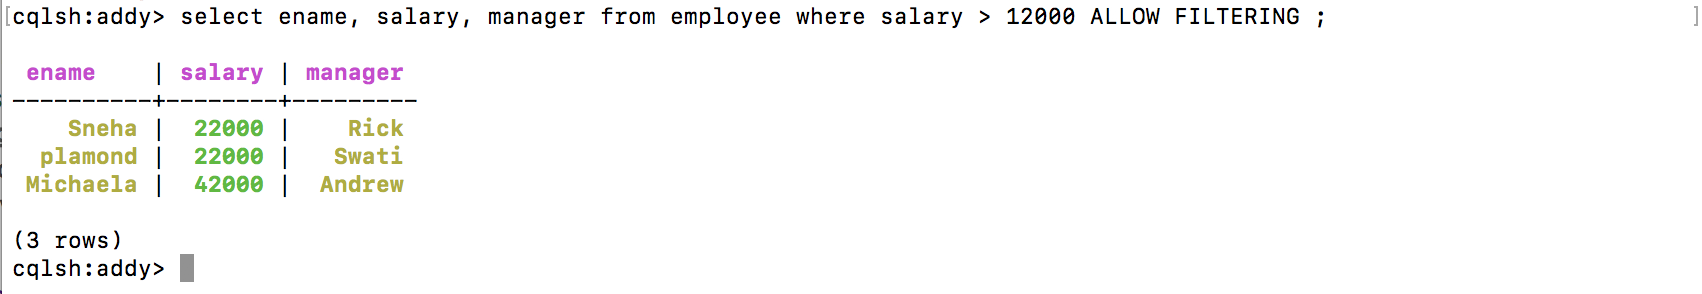 [cqlsh:addy> select ename, salary, manager from employee where salary > 12000 ALLOW FILTERING ; ]
ename | salary | manager
----------+--------+---------
Sneha | 22000 | Rick
plamond | 22000 | Swati
Michaela | 42000 | Andrew
(3 rows)
cqlsh:addy>